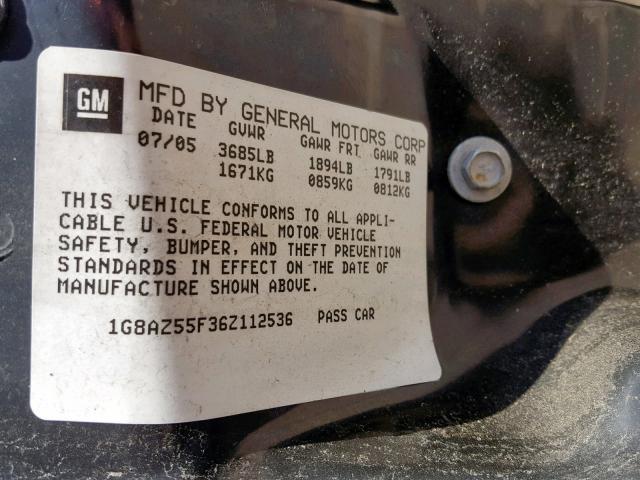 GM MFD BY GENERAL MOTORS CORP
DATE GVWR GAWR FRT GAWR RR
07/05 3685LB 1894LB 1791LB
1671KG 0859KG 0812KG
THIS VEHICLE CONFORMS TO ALL APPLI-
CABLE U.S. FEDERAL MOTOR VEHICLE
SAFETY, BUMPER, AND THEFT PREVENTION
STANDARDS IN EFFECT ON THE DATE OF
MANUFACTURE SHOWN ABOVE.
1G8AZ55F36Z112536 PASS CAR